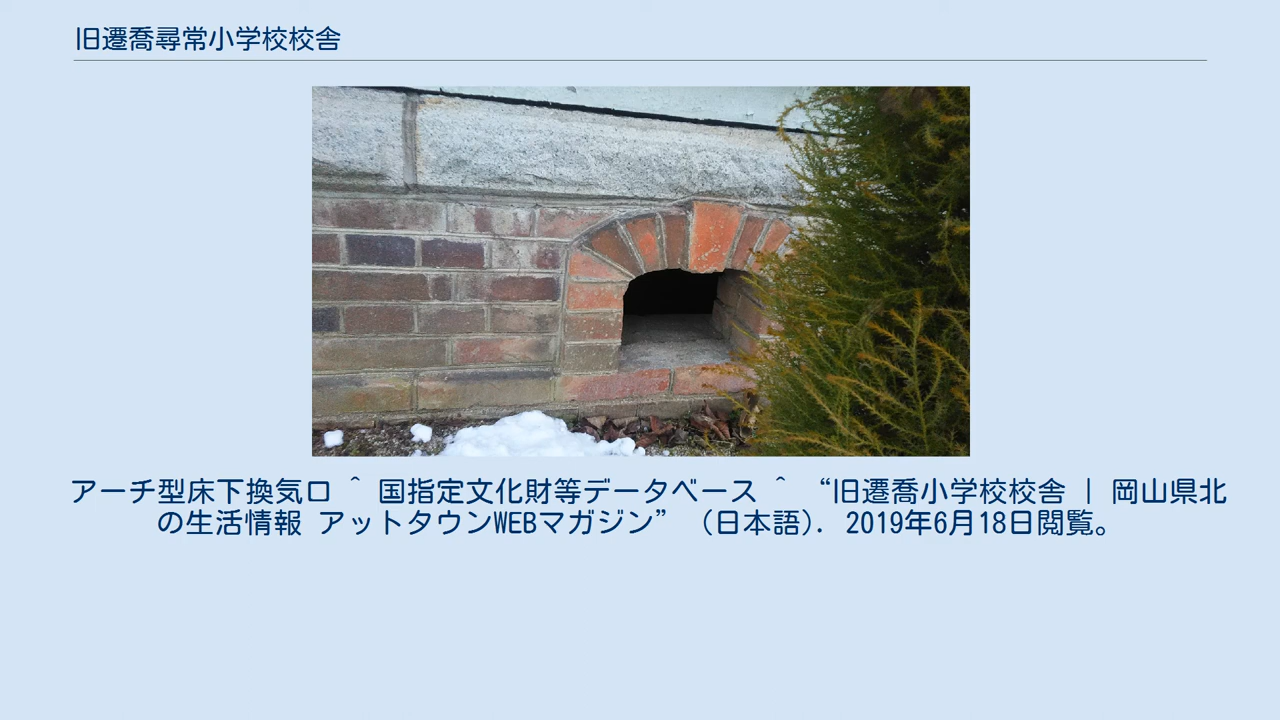 旧遷喬尋常小学校校舎
アーチ型床下換気口 ^ 国指定文化財等データベース ^ “旧遷喬小学校校舎 | 岡山県北
の生活情報 アットタウンWEBマガジン” (日本語). 2019年6月18日閲覧。